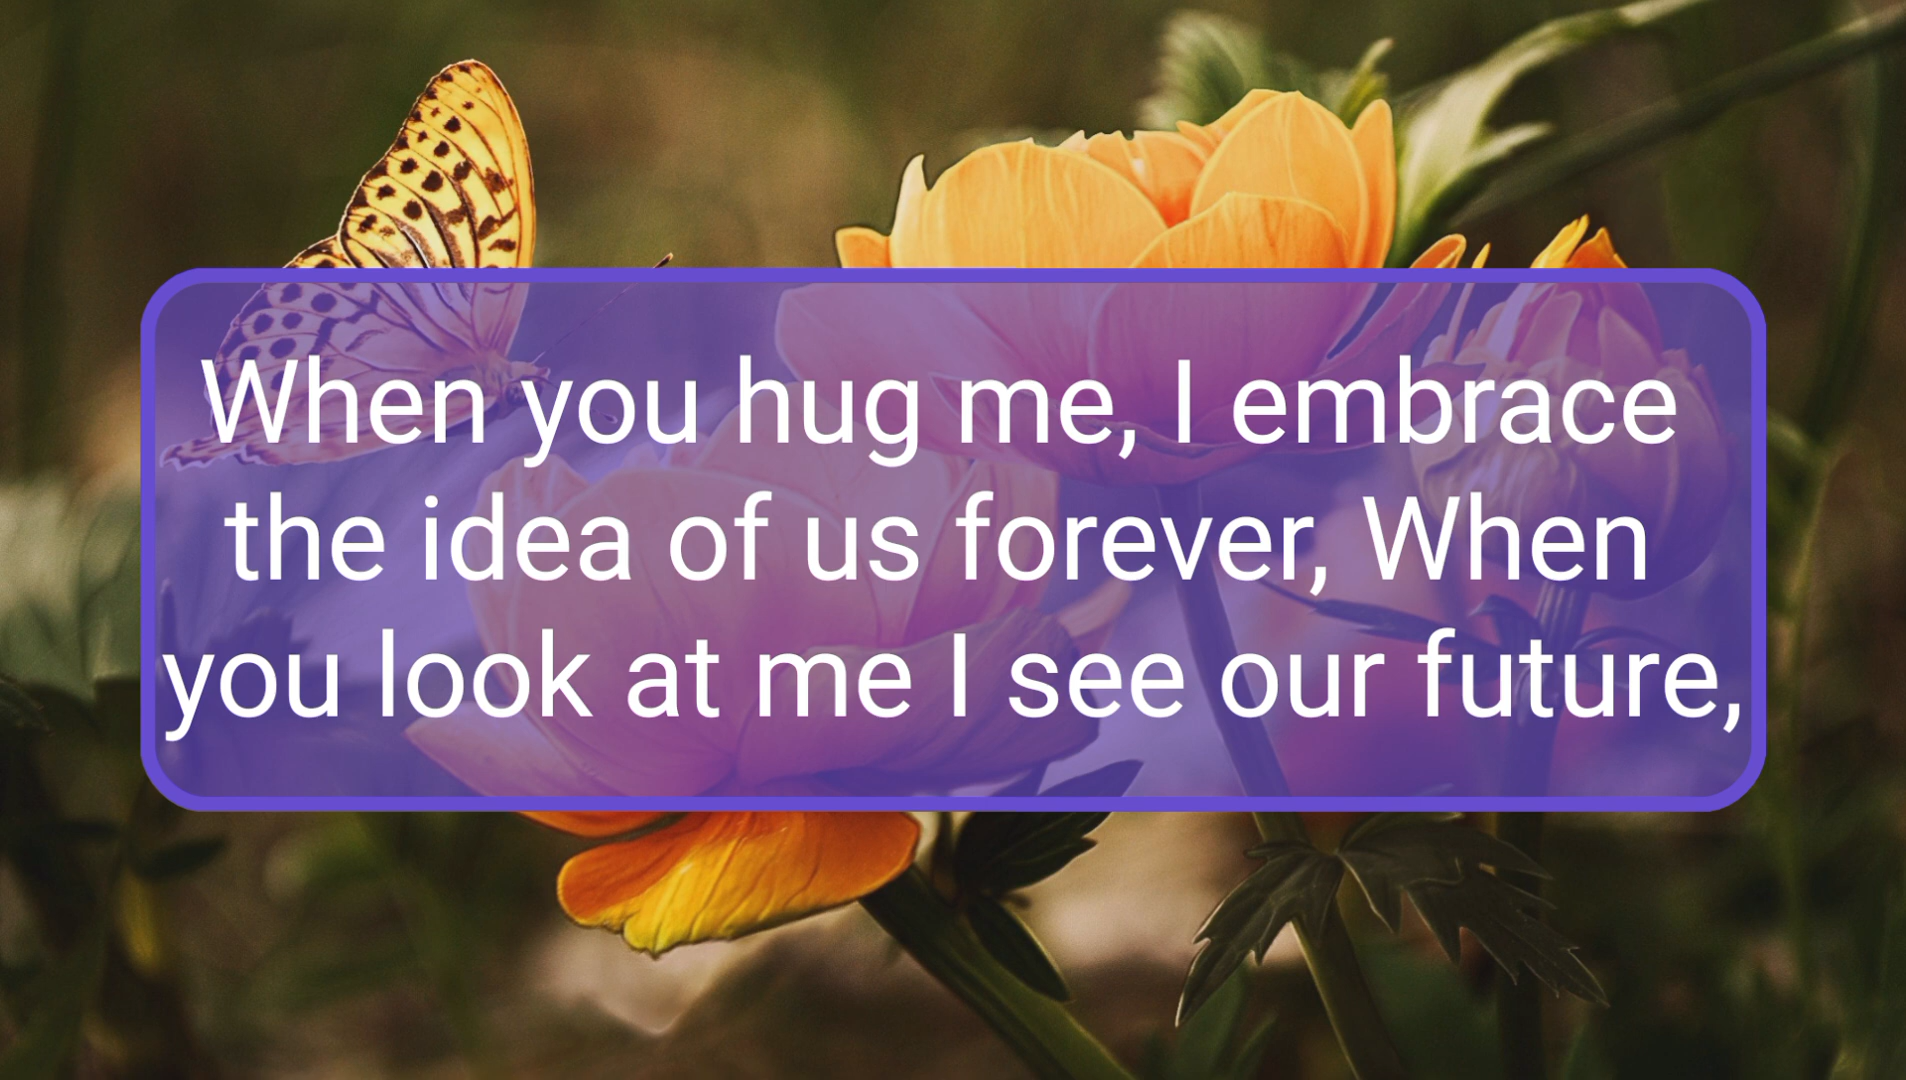 When you hug me, I embrace
the idea of us forever, When
you look at me I see our future,